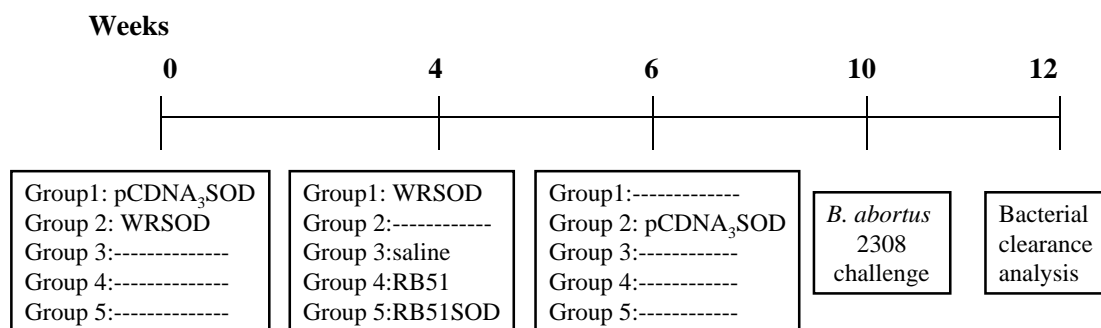 Weeks
0 4 6 10 12
Group1: pCDNA₃SOD
Group 2: WRSOD
Group 3:--------------
Group 4:--------------
Group 5:--------------
Group1: WRSOD
Group 2:------------
Group 3:saline
Group 4:RB51
Group 5:RB51SOD
Group1:-------------
Group 2: pCDNA₃SOD
Group 3:-------------
Group 4:-------------
Group 5:-------------
B. abortus
2308
challenge
Bacterial
clearance
analysis